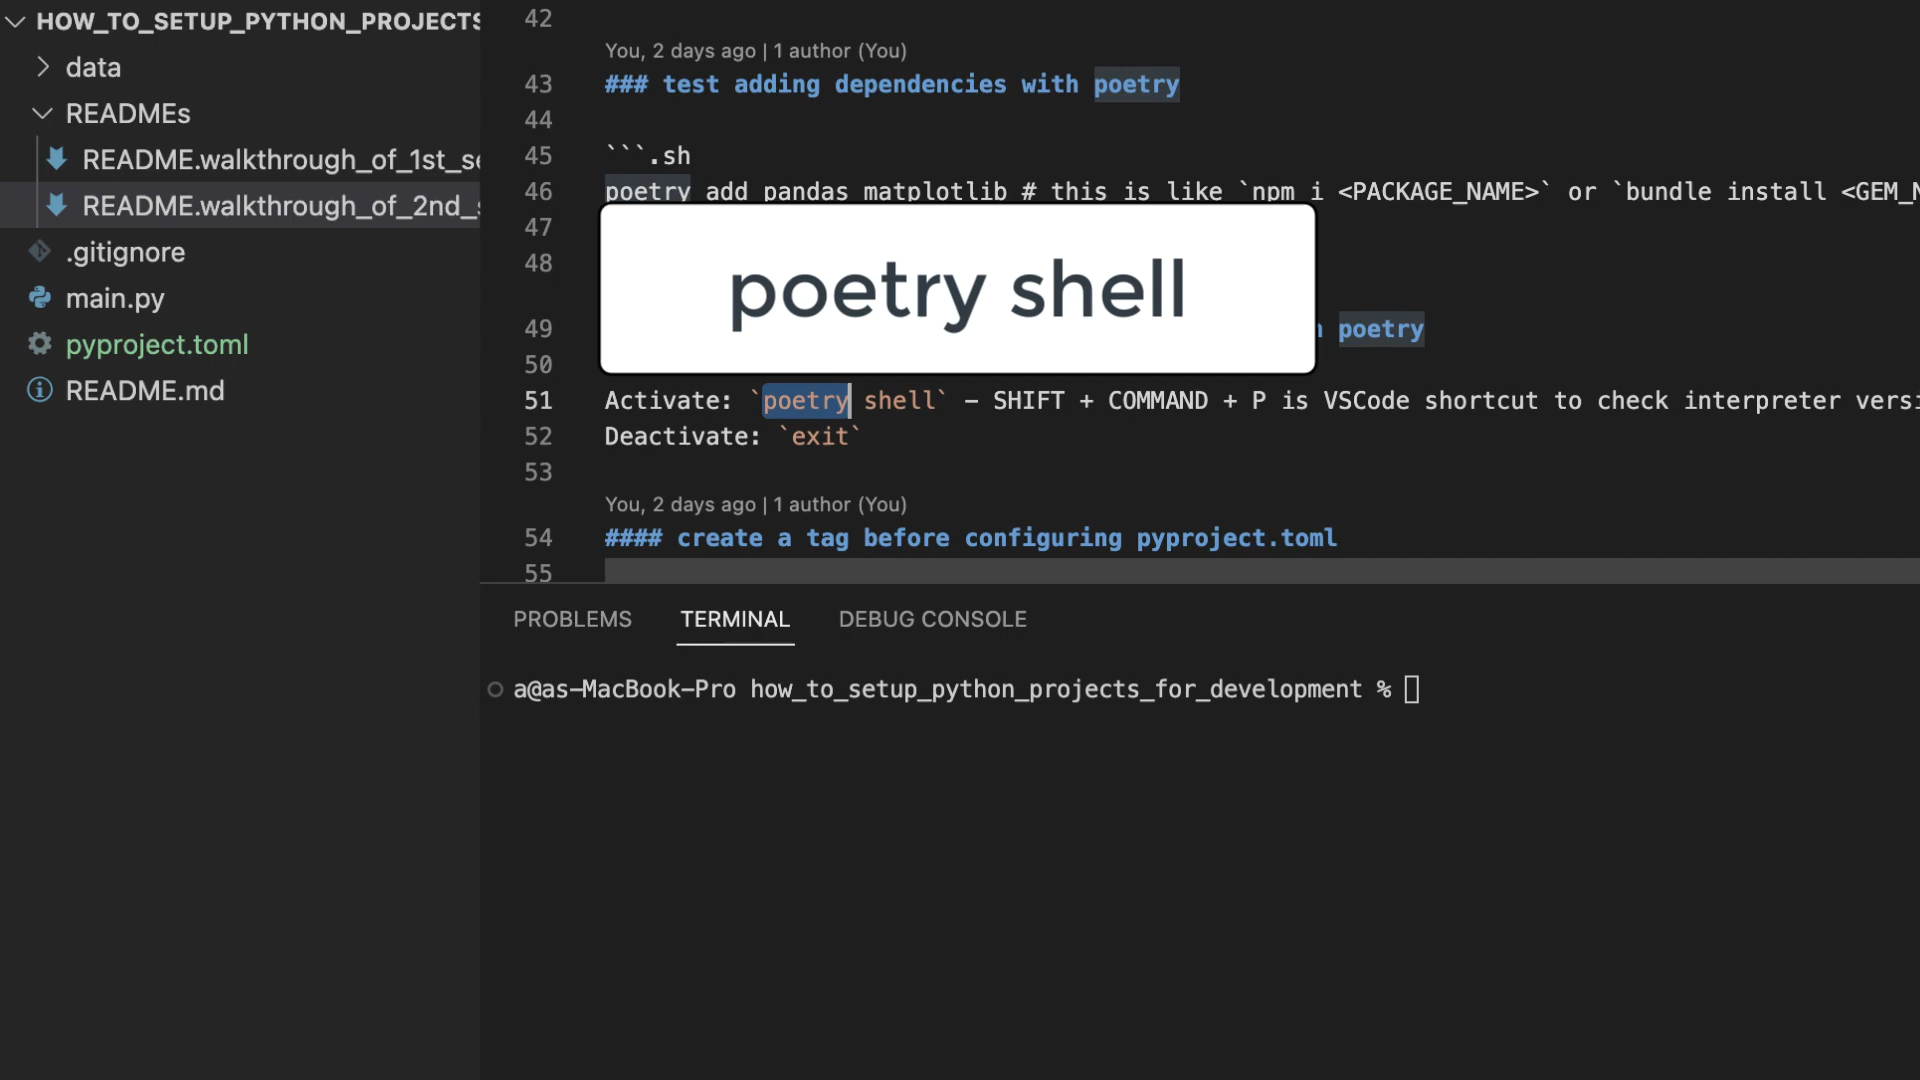 HOW_TO_SETUP_PYTHON_PROJECTS
data
READMEs
README.walkthrough_of_1st_se
README.walkthrough_of_2nd_s
.gitignore
main.py
pyproject.toml
README.md
42
You, 2 days ago | 1 author (You)
43 ### test adding dependencies with poetry
44
45 ```.sh
46 poetry add pandas matplotlib # this is like `npm i <PACKAGE_NAME>` or `bundle install <GEM_N
47
48
poetry shell
49 poetry
50
51 Activate: `poetry shell` – SHIFT + COMMAND + P is VSCode shortcut to check interpreter versi
52 Deactivate: `exit`
53
You, 2 days ago | 1 author (You)
54 #### create a tag before configuring pyproject.toml
55
PROBLEMS TERMINAL DEBUG CONSOLE
a@as-MacBook-Pro how_to_setup_python_projects_for_development %